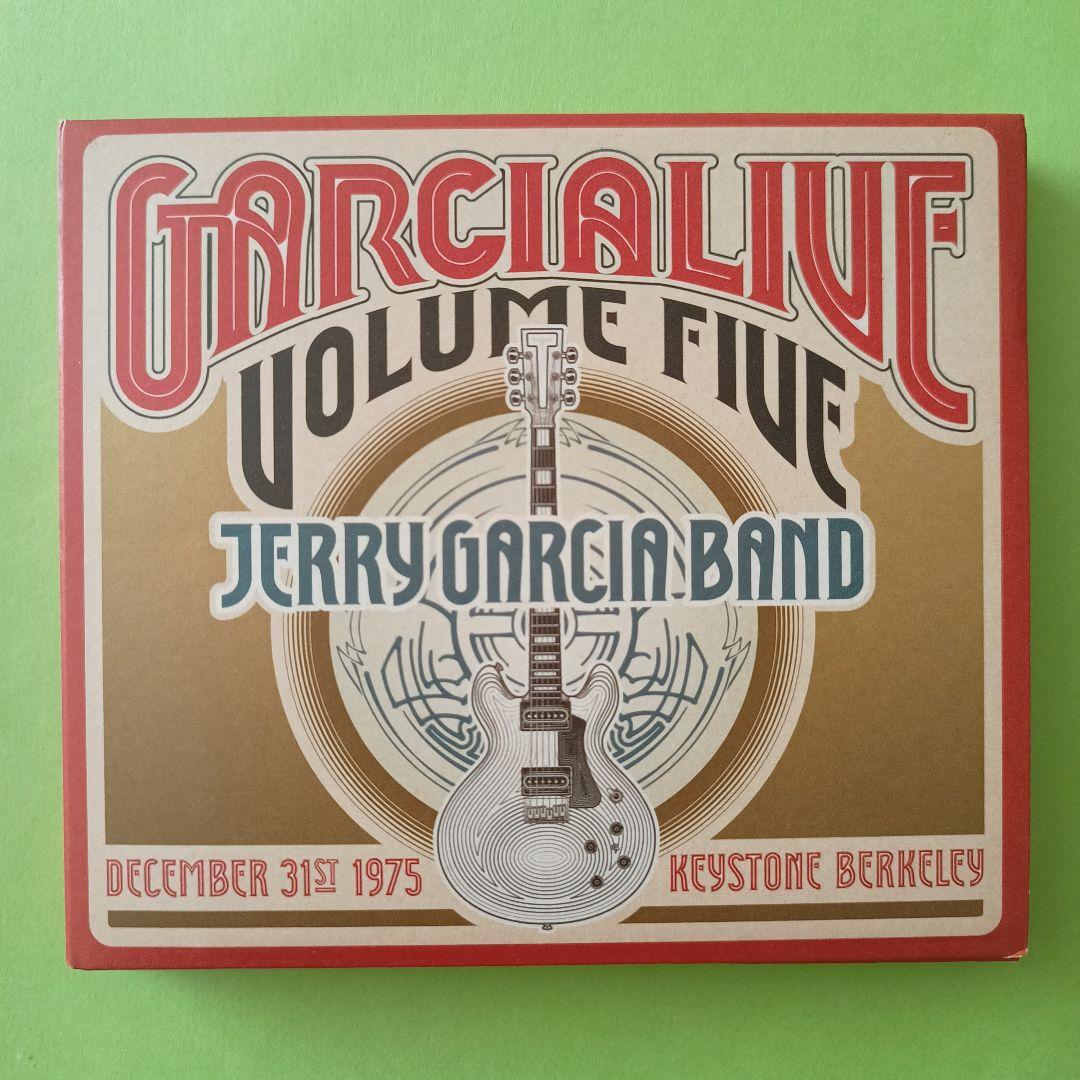 GARCIALIVE
VOLUME FIVE
JERRY GARCIA BAND
DECEMBER 31ST 1975
KEYSTONE BERKELEY